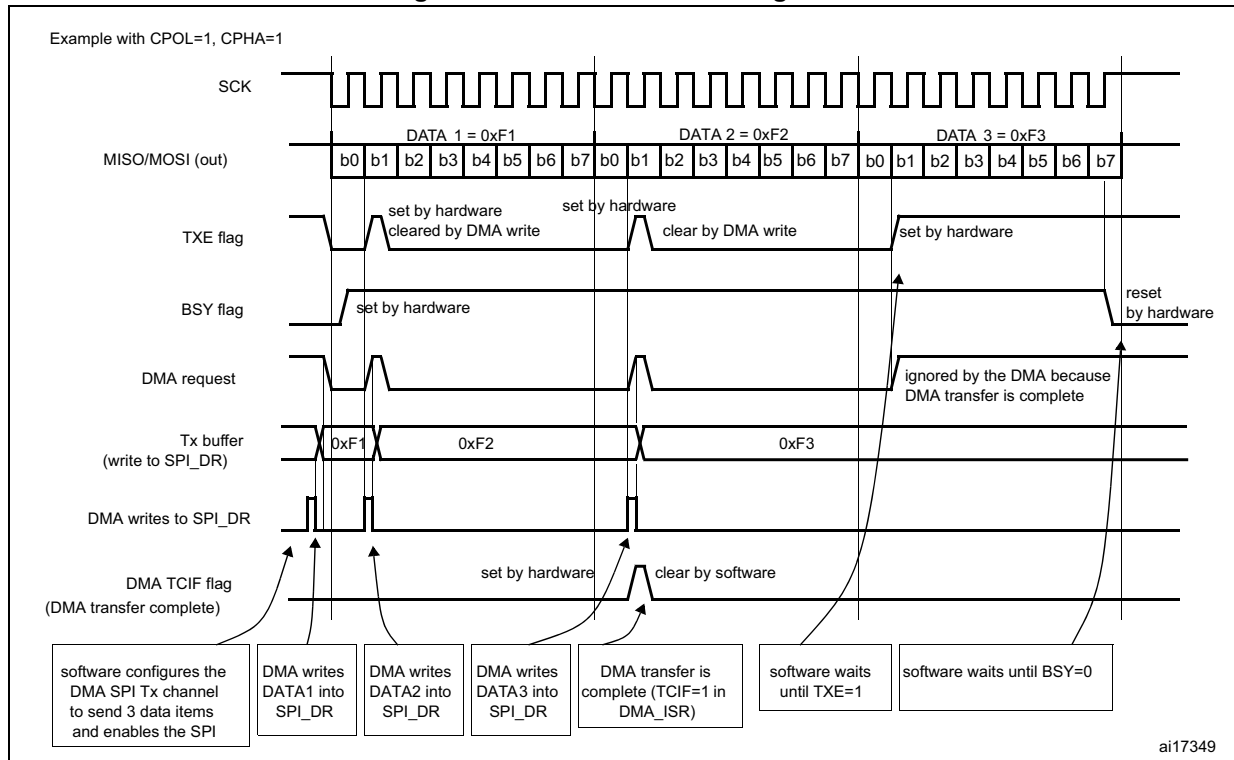 Example with CPOL=1, CPHA=1
SCK
DATA 1 = 0xF1
DATA 2 = 0xF2
DATA 3 = 0xF3
MISO/MOSI (out)
b0 b1 b2 b3 b4 b5 b6 b7 b0 b1 b2 b3 b4 b5 b6 b7 b0 b1 b2 b3 b4 b5 b6 b7
TXE flag
set by hardware
cleared by DMA write
set by hardware
clear by DMA write
set by hardware
BSY flag
set by hardware
reset
by hardware
DMA request
ignored by the DMA because
DMA transfer is complete
Tx buffer
(write to SPI_DR)
0xF1
0xF2
0xF3
DMA writes to SPI_DR
DMA TCIF flag
(DMA transfer complete)
set by hardware
clear by software
software configures the
DMA SPI Tx channel
to send 3 data items
and enables the SPI
DMA writes
DATA1 into
SPI_DR
DMA writes
DATA2 into
SPI_DR
DMA writes
DATA3 into
SPI_DR
DMA transfer is
complete (TCIF=1 in
DMA_ISR)
software waits
until TXE=1
software waits until BSY=0
ai17349